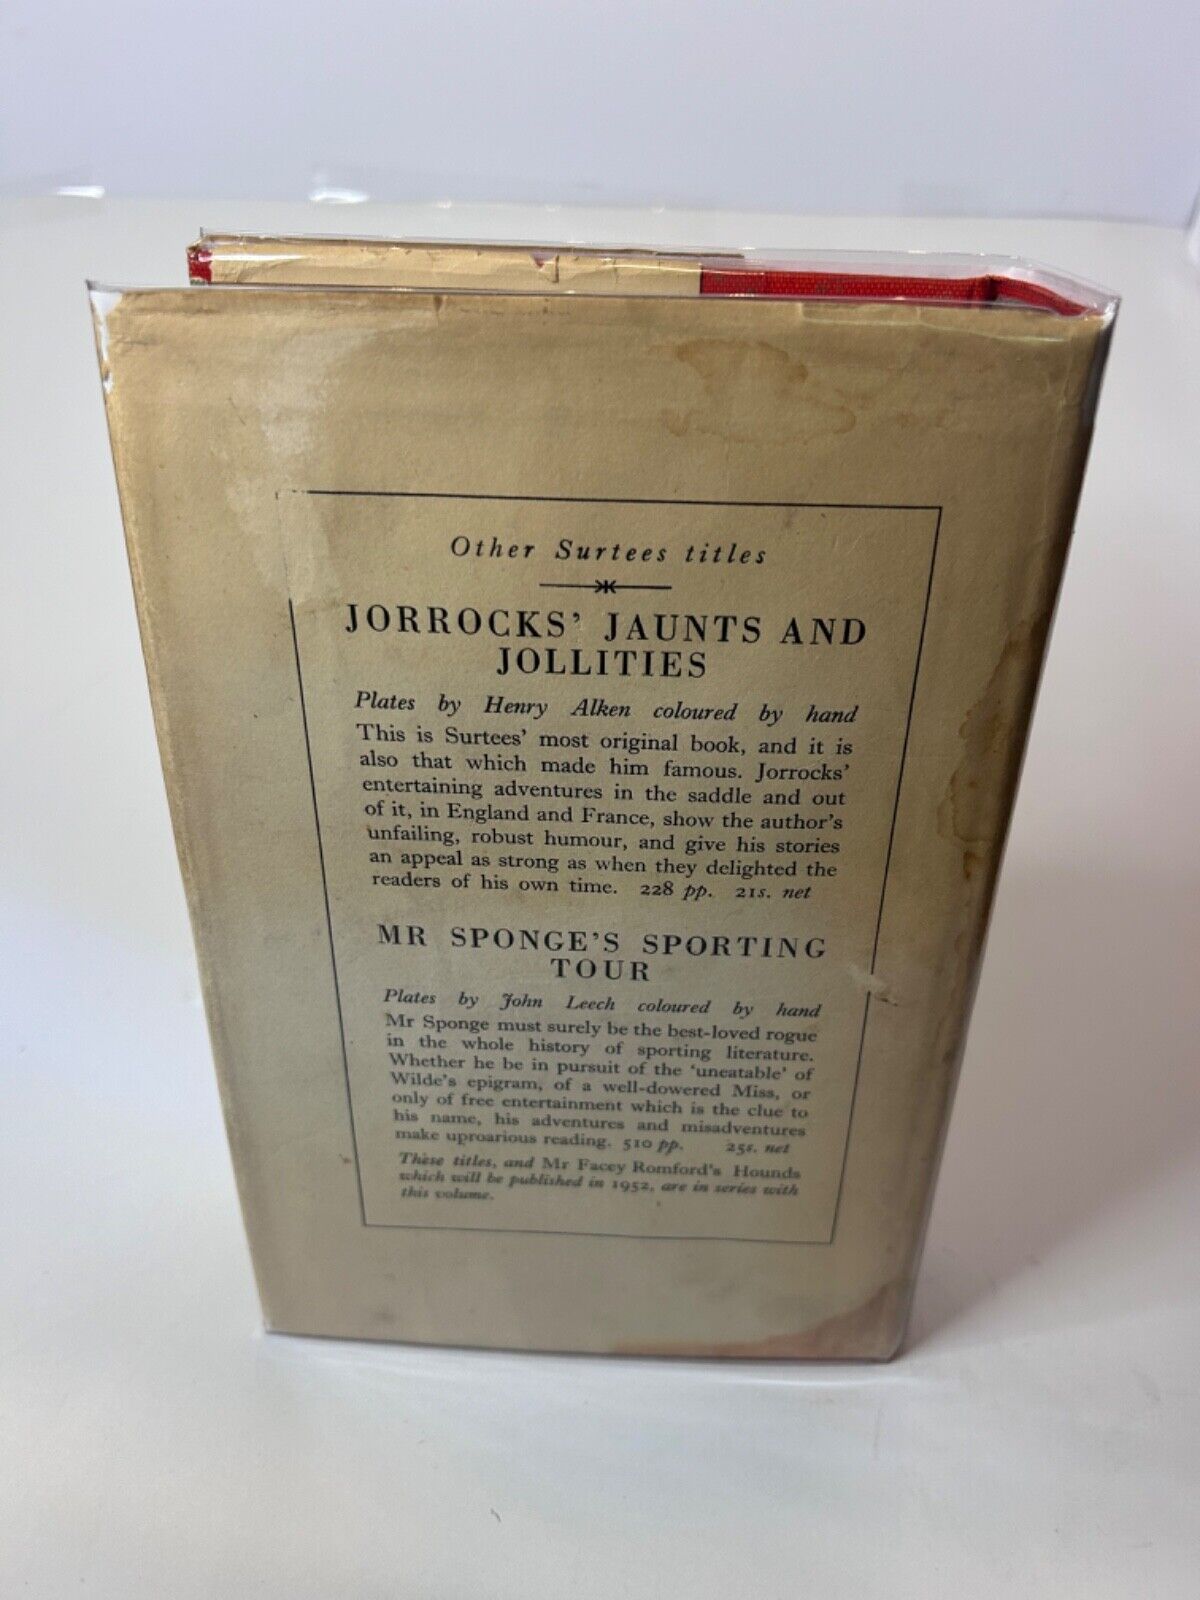 Other Surtees titles
JORROCKS' JAUNTS AND
JOLLITIES
Plates by Henry Alken coloured by hand
This is Surtees' most original book, and it is
also that which made him famous. Jorrocks'
entertaining adventures in the saddle and out
of it, in England and France, show the author's
unfailing, robust humour, and give his stories
an appeal as strong as when they delighted the
readers of his own time. 228 pp. 21s. net
MR SPONGE'S SPORTING
TOUR
Plates by John Leech coloured by hand
Mr Sponge must surely be the best-loved rogue
in the whole history of sporting literature.
Whether he be in pursuit of the 'uneatable' of
Wilde's epigram, of a well-dowered Miss, or
only of free entertainment which is the clue to
his name, his adventures and misadventures
make uproarious reading. 510 pp. 25s. net
These titles, and Mr Facey Romford's Hounds
which will be published in 1952, are in series with
this volume.